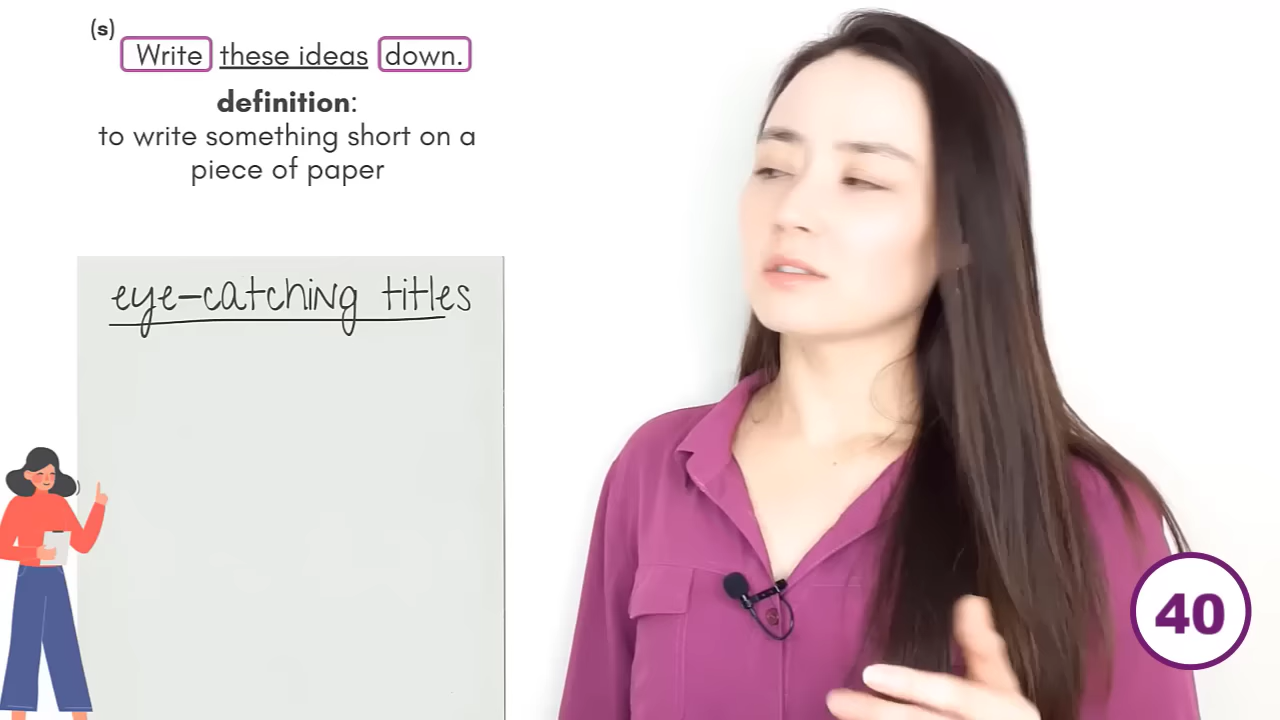 (s)
Write these ideas down.
definition:
to write something short on a
piece of paper
eye-catching titles
40